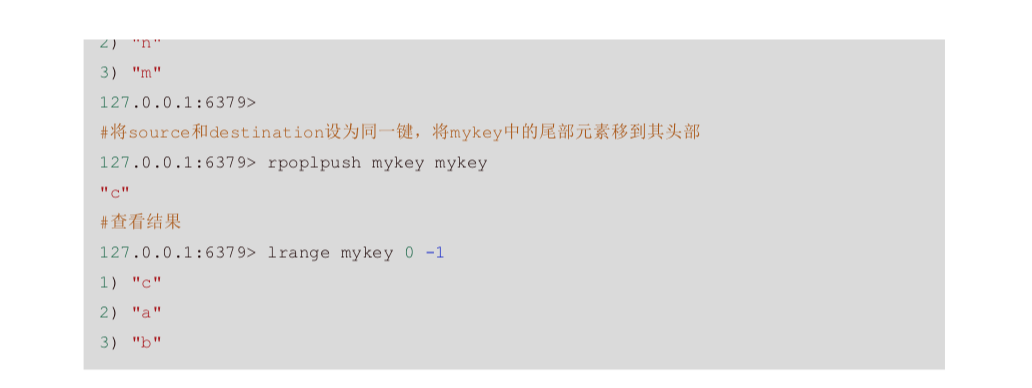 2) "n"
3) "m"
127.0.0.1:6379>
#将source和destination设为同一键，将mykey中的尾部元素移到其头部
127.0.0.1:6379> rpoplpush mykey mykey
"c"
#查看结果
127.0.0.1:6379> lrange mykey 0 -1
1) "c"
2) "a"
3) "b"